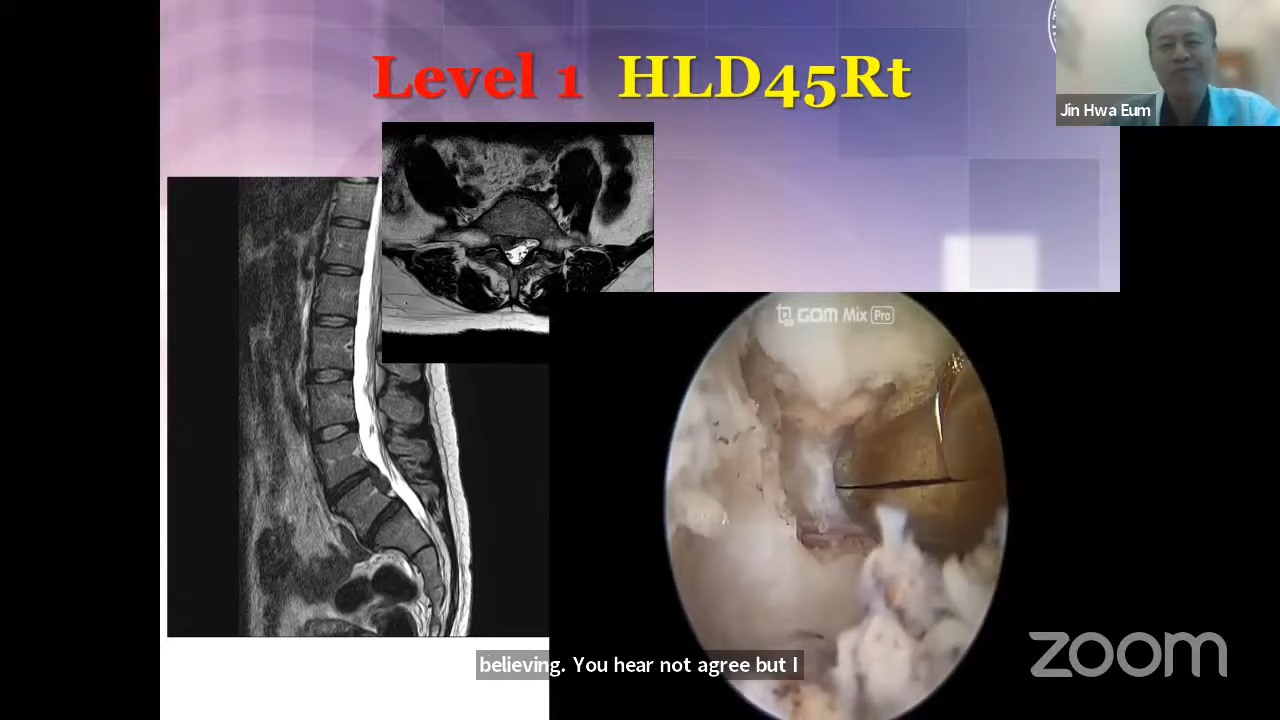 Level 1 HLD45Rt
Jin Hwa Eum
GOM Mix Pro
believing. You hear not agree but I
zoom